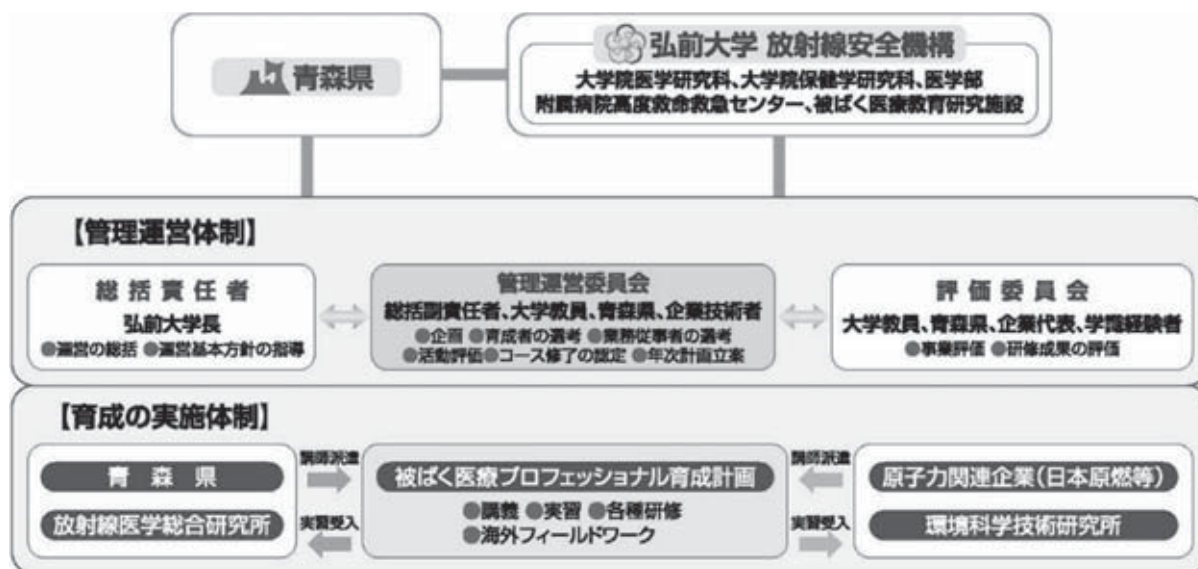 青森県
弘前大学 放射線安全機構
大学院医学研究科、大学院保健学研究科、医学部
附属病院高度救命救急センター、被ばく医療教育研究施設
【管理運営体制】
総括責任者
弘前大学長
●運営の総括 ●運営基本方針の指導
管理運営委員会
総括副責任者、大学教員、青森県、企業技術者
●企画 ●育成者の選考 ●業務従事者の選考
●活動評価 ●コース修了の認定 ●年次計画立案
評価委員会
大学教員、青森県、企業代表、学識経験者
●事業評価 ●研修成果の評価
【育成の実施体制】
青森県
放射線医学総合研究所
講師派遣
実習受入
被ばく医療プロフェッショナル育成計画
●講義 ●実習 ●各種研修
●海外フィールドワーク
講師派遣
実習受入
原子力関連企業(日本原燃等)
環境科学技術研究所